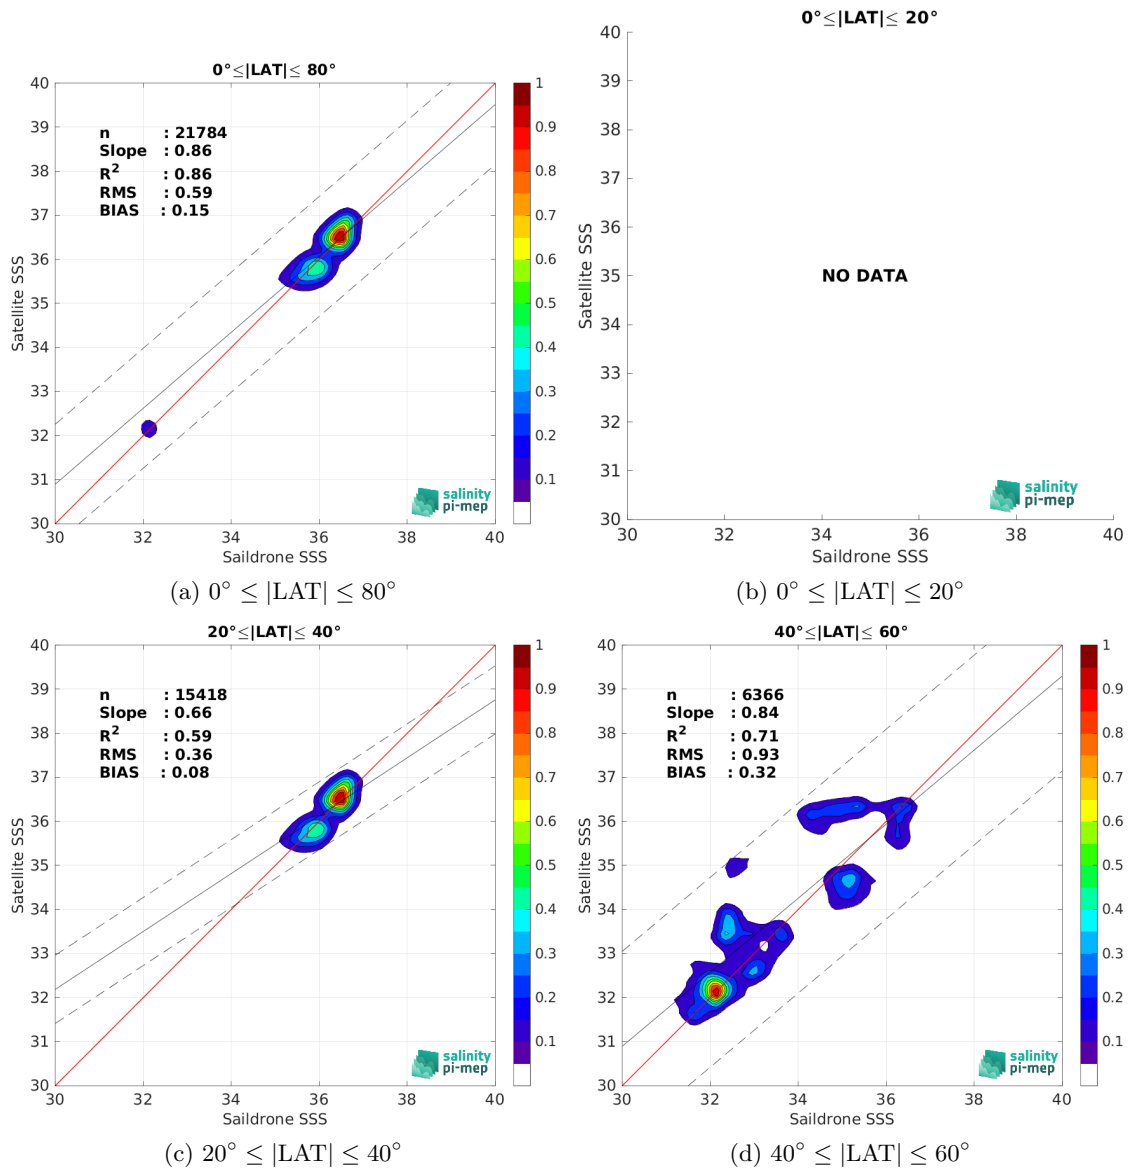 0°≤|LAT|≤ 80°
n : 21784
Slope : 0.86
R² : 0.86
RMS : 0.59
BIAS : 0.15
40
39
38
37
36
35
34
33
32
31
30
30 32 34 36 38 40
Satellite SSS
Saildrone SSS
1
0.9
0.8
0.7
0.6
0.5
0.4
0.3
0.2
0.1
salinity
pi-mep
(a) 0° ≤ |LAT| ≤ 80°
0°≤|LAT|≤ 20°
NO DATA
40
39
38
37
36
35
34
33
32
31
30
30 32 34 36 38 40
Satellite SSS
Saildrone SSS
salinity
pi-mep
(b) 0° ≤ |LAT| ≤ 20°
20°≤|LAT|≤ 40°
n : 15418
Slope : 0.66
R² : 0.59
RMS : 0.36
BIAS : 0.08
40
39
38
37
36
35
34
33
32
31
30
30 32 34 36 38 40
Satellite SSS
Saildrone SSS
1
0.9
0.8
0.7
0.6
0.5
0.4
0.3
0.2
0.1
salinity
pi-mep
(c) 20° ≤ |LAT| ≤ 40°
40°≤|LAT|≤ 60°
n : 6366
Slope : 0.84
R² : 0.71
RMS : 0.93
BIAS : 0.32
40
39
38
37
36
35
34
33
32
31
30
30 32 34 36 38 40
Satellite SSS
Saildrone SSS
1
0.9
0.8
0.7
0.6
0.5
0.4
0.3
0.2
0.1
salinity
pi-mep
(d) 40° ≤ |LAT| ≤ 60°